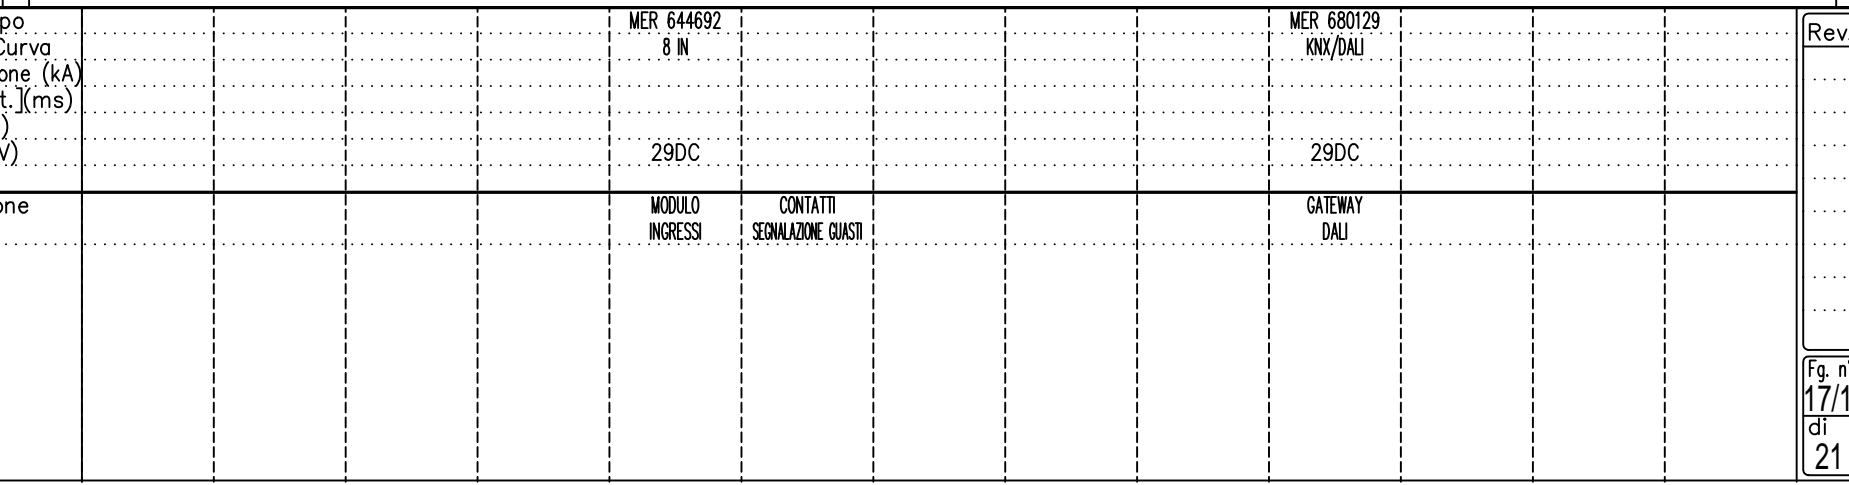 po MER 644692 MER 680129
Curva 8 IN KNX/DALI
Rev.
one (kA)
t.](ms)
)
V) 29DC 29DC
one MODULO CONTATTI GATEWAY
INGRESSI SEGNALAZIONE GUASTI DALI
Fg. n°
17/1
di
21